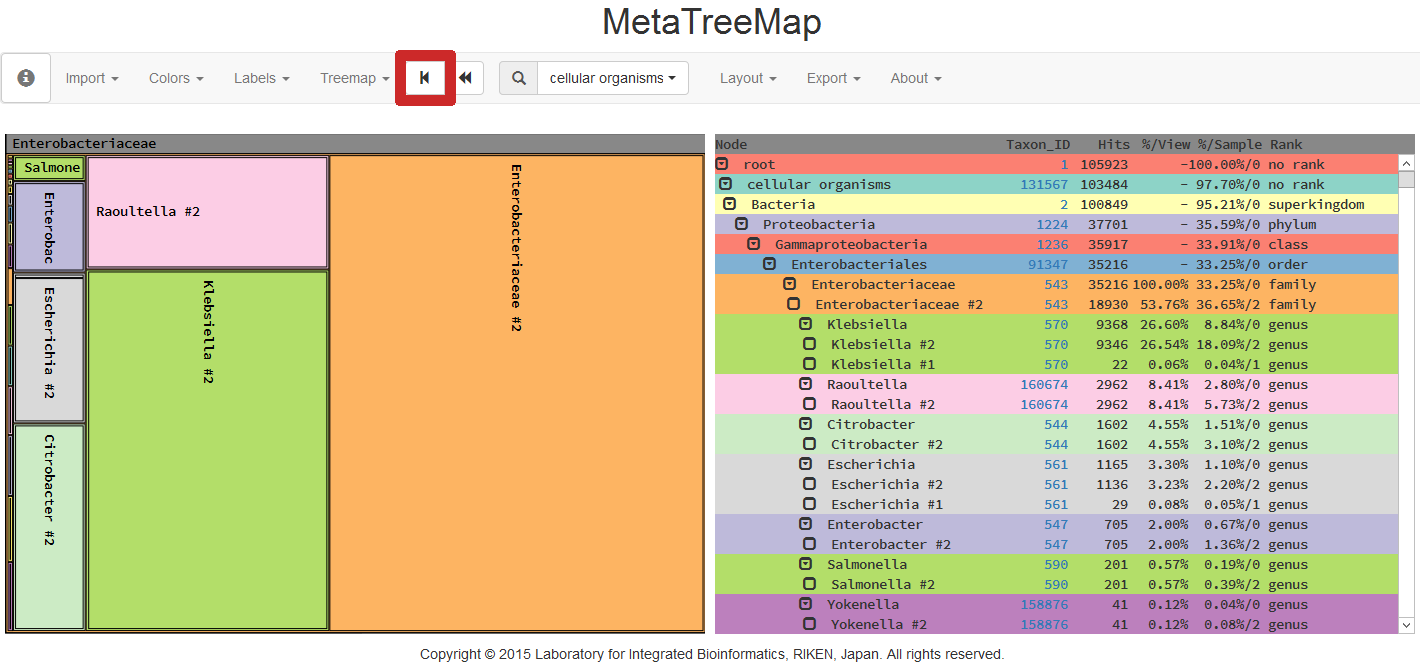 MetaTreeMap
Import Colors Labels Treemap cellular organisms Layout Export About
Enterobacteriaceae
Salmone
Enterobac
Escherichia #2
Citrobacter #2
Raoultella #2
Klebsiella #2
Enterobacteriaceae #2
Node Taxon_ID Hits %/View %/Sample Rank
root 1 105923 -100.00%/0 no rank
cellular organisms 131567 103484 - 97.70%/0 no rank
Bacteria 2 100849 - 95.21%/0 superkingdom
Proteobacteria 1224 37701 - 35.59%/0 phylum
Gammaproteobacteria 1236 35917 - 33.91%/0 class
Enterobacteriales 91347 35216 - 33.25%/0 order
Enterobacteriaceae 543 35216 100.00% 33.25%/0 family
Enterobacteriaceae #2 543 18930 53.76% 36.65%/2 family
Klebsiella 570 9368 26.60% 8.84%/0 genus
Klebsiella #2 570 9346 26.54% 18.09%/2 genus
Klebsiella #1 570 22 0.06% 0.04%/1 genus
Raoultella 160674 2962 8.41% 2.80%/0 genus
Raoultella #2 160674 2962 8.41% 5.73%/2 genus
Citrobacter 544 1602 4.55% 1.51%/0 genus
Citrobacter #2 544 1602 4.55% 3.10%/2 genus
Escherichia 561 1165 3.30% 1.10%/0 genus
Escherichia #2 561 1136 3.23% 2.20%/2 genus
Escherichia #1 561 29 0.08% 0.05%/1 genus
Enterobacter 547 705 2.00% 0.67%/0 genus
Enterobacter #2 547 705 2.00% 1.36%/2 genus
Salmonella 590 201 0.57% 0.19%/0 genus
Salmonella #2 590 201 0.57% 0.39%/2 genus
Yokenella 158876 41 0.12% 0.04%/0 genus
Yokenella #2 158876 41 0.12% 0.08%/2 genus
Copyright © 2015 Laboratory for Integrated Bioinformatics, RIKEN, Japan. All rights reserved.